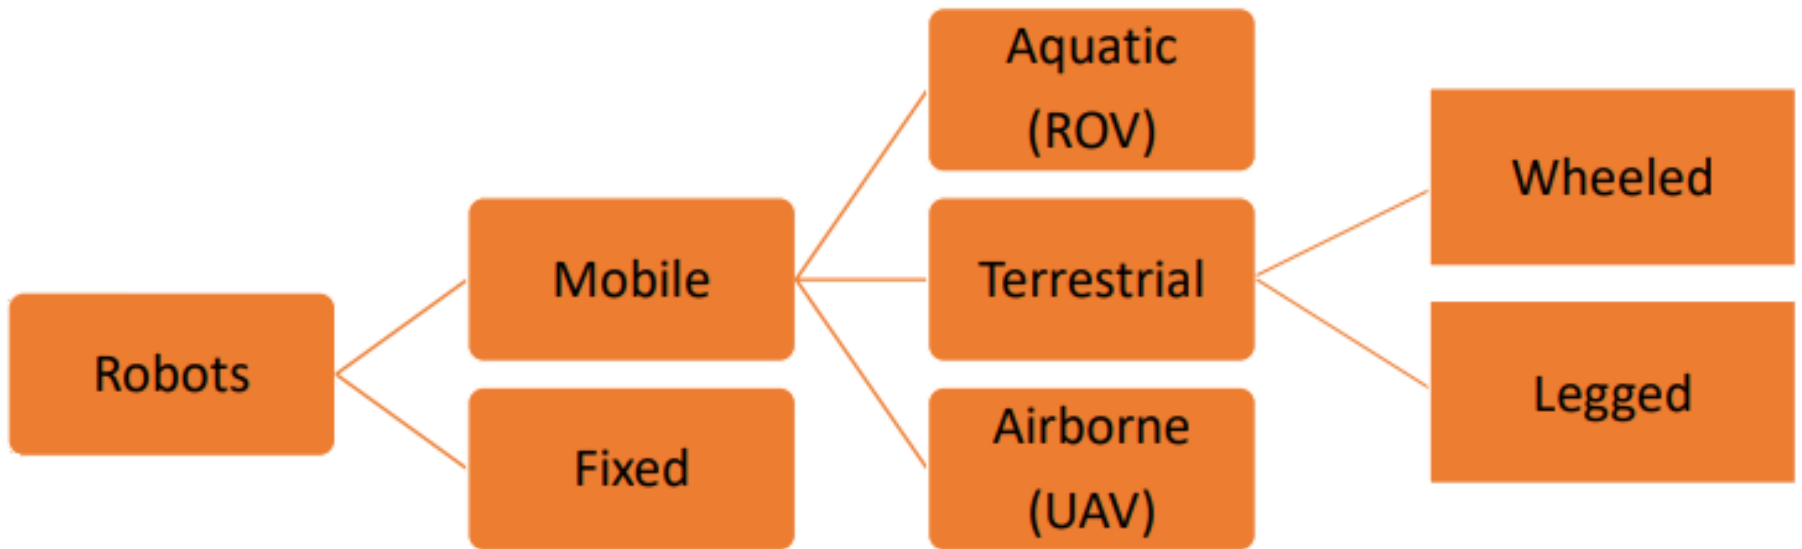 Robots
Mobile
Fixed
Aquatic
(ROV)
Terrestrial
Airborne
(UAV)
Wheeled
Legged